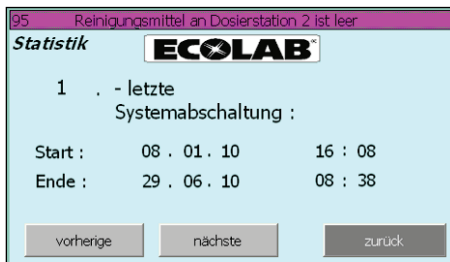 95 Reinigungsmittel an Dosierstation 2 ist leer
Statistik ECOLAB®
1 . - letzte
Systemabschaltung :
Start : 08 . 01 . 10 16 : 08
Ende : 29 . 06 . 10 08 : 38
vorherige nächste zurück